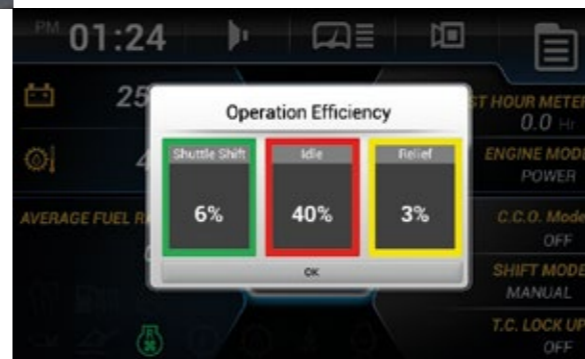 PM 01:24
25
Operation Efficiency
Shuttle Shift
Idle
Relief
6%
40%
3%
OK
AVERAGE FUEL
HOUR METER
0.0 Hr
ENGINE MODE
POWER
C.C.O. Mode
OFF
SHIFT MODE
MANUAL
T.C. LOCK UP
OFF